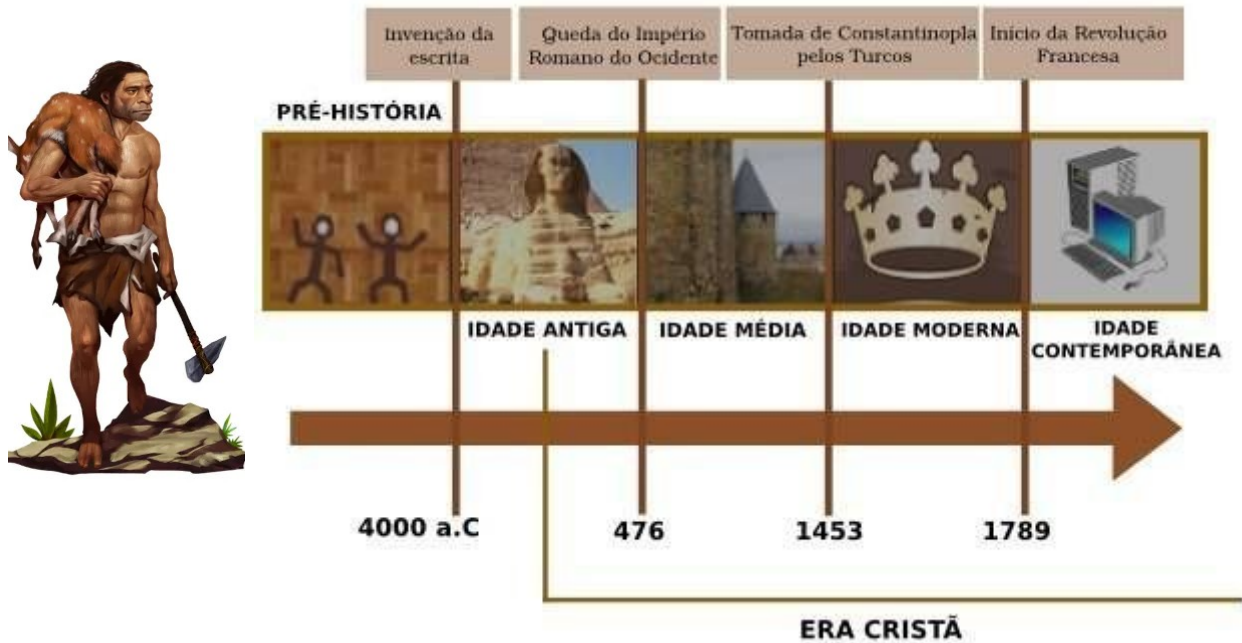 Invenção da
escrita
Queda do Império
Romano do Ocidente
Tomada de Constantinopla
pelos Turcos
Início da Revolução
Francesa
PRÉ-HISTÓRIA
IDADE ANTIGA
IDADE MÉDIA
IDADE MODERNA
IDADE
CONTEMPORÂNEA
4000 a.C
476
1453
1789
ERA CRISTÃ